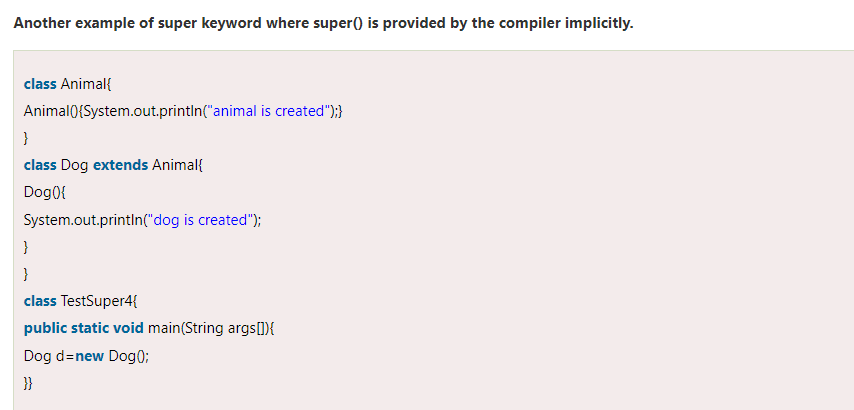 Another example of super keyword where super() is provided by the compiler implicitly.
class Animal{
Animal(){System.out.println("animal is created");}
}
class Dog extends Animal{
Dog(){
System.out.println("dog is created");
}
}
class TestSuper4{
public static void main(String args[]){
Dog d=new Dog();
}}